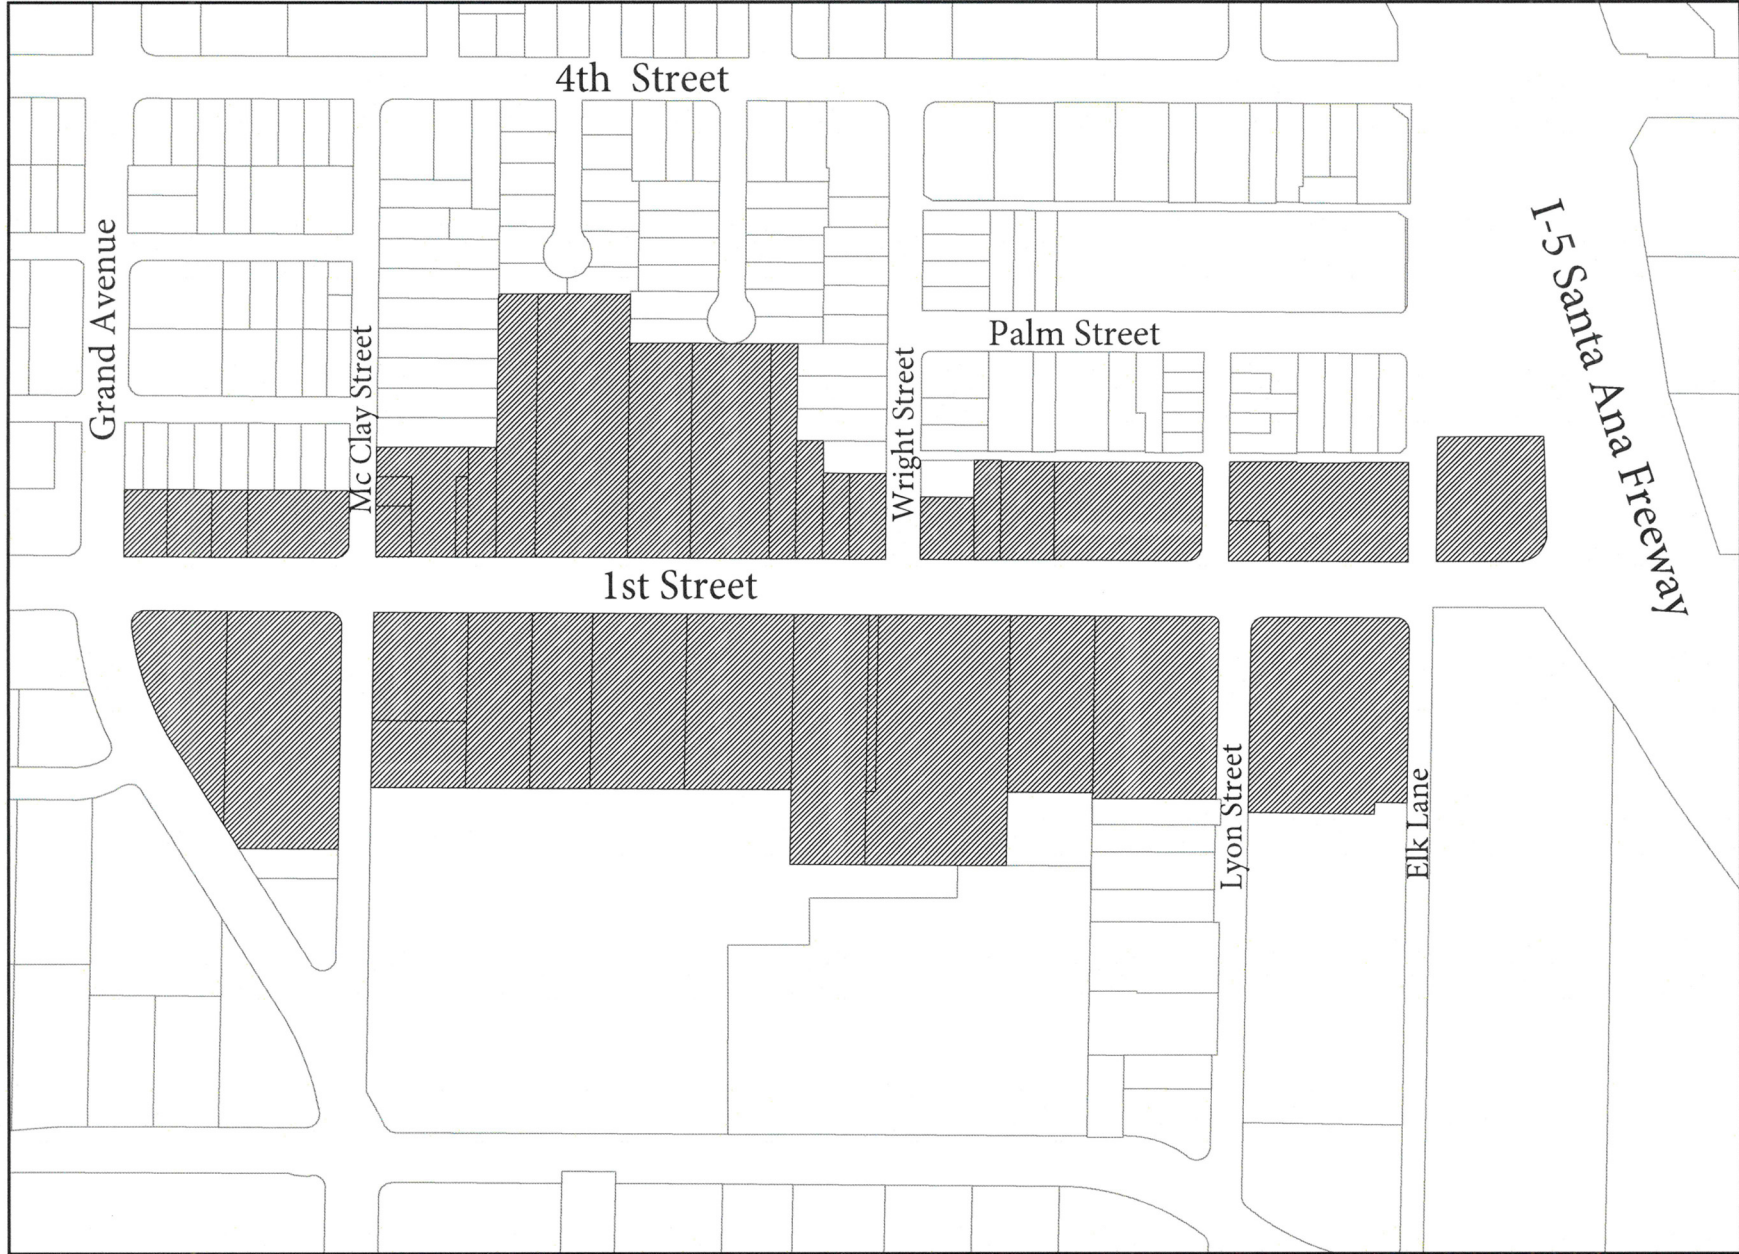 4th Street
Grand Avenue
Mc Clay Street
Wright Street
Palm Street
I-5 Santa Ana Freeway
1st Street
Lyon Street
Elk Lane